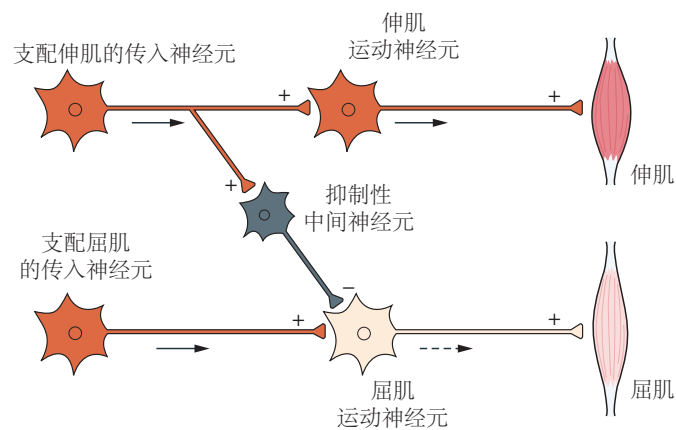 支配伸肌的传入神经元
伸肌
运动神经元
+
+
伸肌
+
抑制性
中间神经元
支配屈肌
的传入神经元
−
+
+
屈肌
运动神经元
屈肌